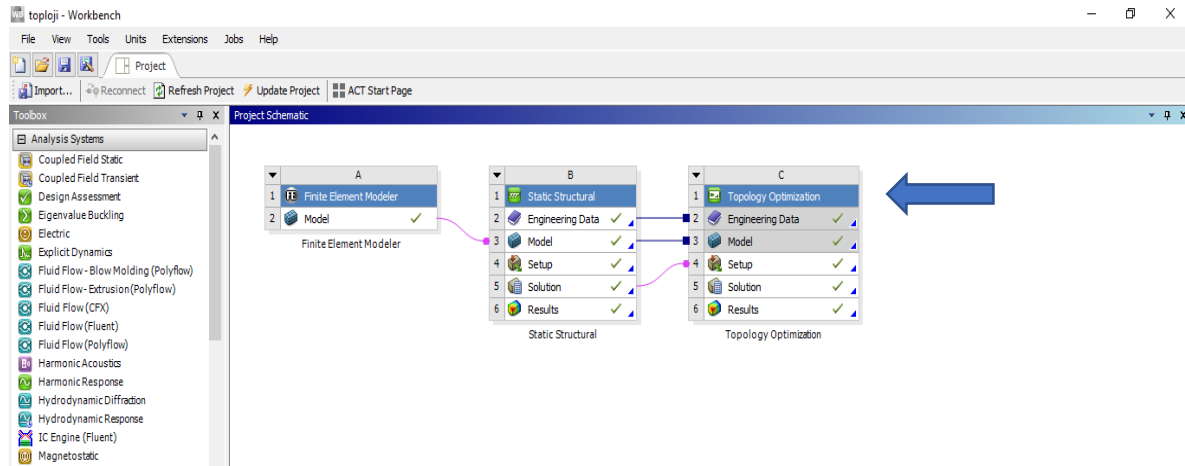 toploji - Workbench
File View Tools Units Extensions Jobs Help
Project
Import... Reconnect Refresh Project Update Project ACT Start Page
Toolbox
Project Schematic
Analysis Systems
Coupled Field Static
Coupled Field Transient
Design Assessment
Eigenvalue Buckling
Electric
Explicit Dynamics
Fluid Flow - Blow Molding (Polyflow)
Fluid Flow - Extrusion (Polyflow)
Fluid Flow (CFX)
Fluid Flow (Fluent)
Fluid Flow (Polyflow)
Harmonic Acoustics
Harmonic Response
Hydrodynamic Diffraction
Hydrodynamic Response
IC Engine (Fluent)
Magnetostatic
A
1 Finite Element Modeler
2 Model
Finite Element Modeler
B
1 Static Structural
2 Engineering Data
3 Model
4 Setup
5 Solution
6 Results
Static Structural
C
1 Topology Optimization
2 Engineering Data
3 Model
4 Setup
5 Solution
6 Results
Topology Optimization